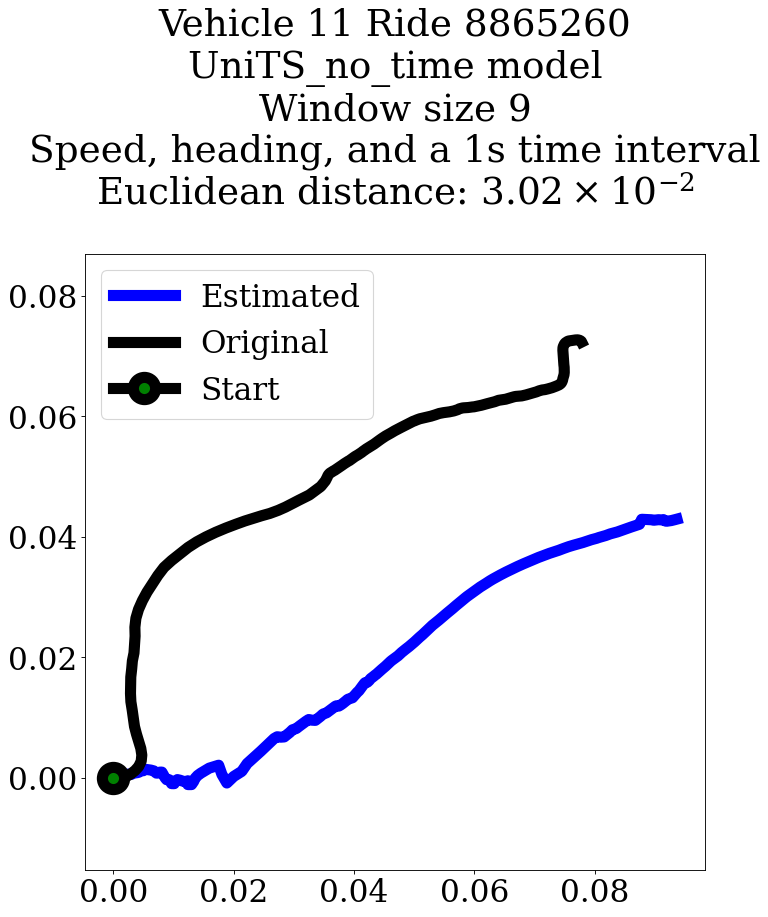 Vehicle 11 Ride 8865260
UniTS_no_time model
Window size 9
Speed, heading, and a 1s time interval
Euclidean distance: 3.02 × 10⁻²
Estimated
Original
Start
0.08
0.06
0.04
0.02
0.00
0.00 0.02 0.04 0.06 0.08